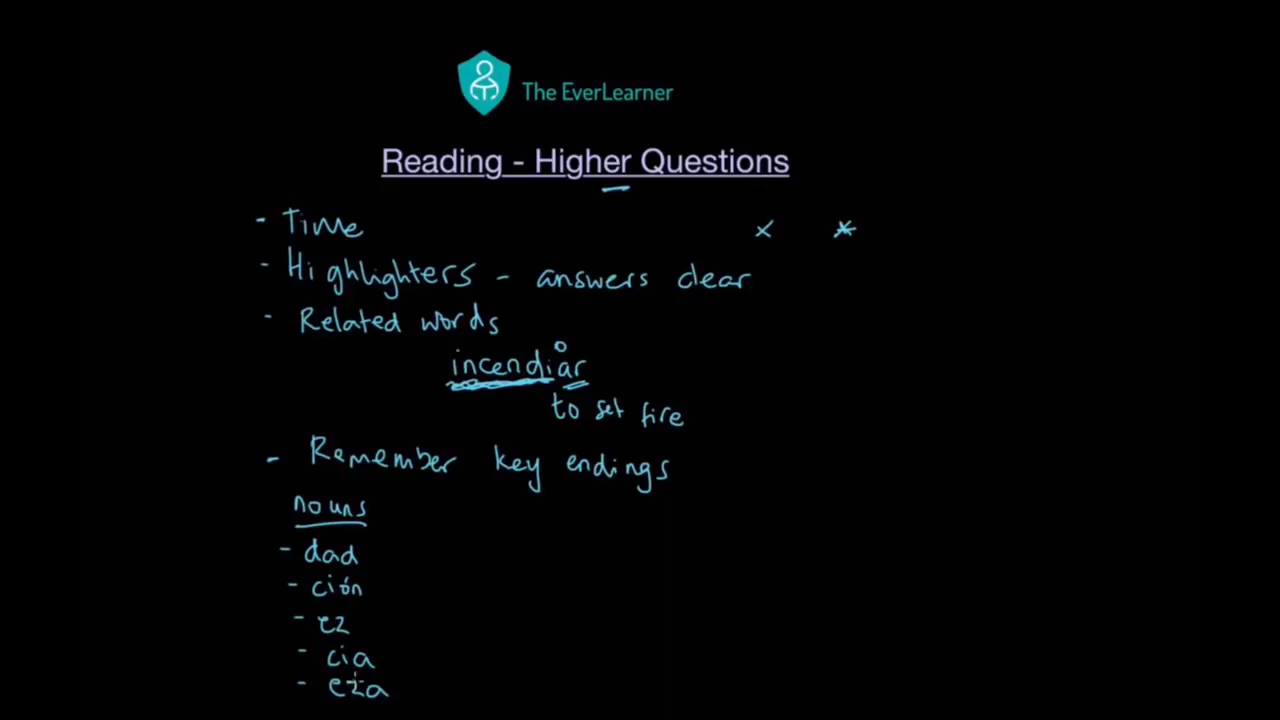 The EverLearner
Reading - Higher Questions
- Time x *
- Highlighters - answers clear
- Related words
o
incendiar
to set fire
- Remember key endings
nouns
- dad
- ción
- ez
- cia
- eza